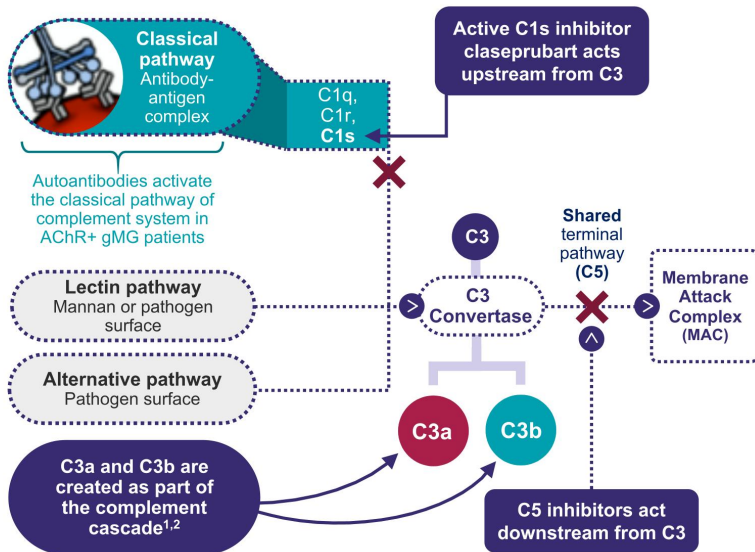 Classical
pathway
Antibody-
antigen
complex
C1q,
C1r,
C1s
Active C1s inhibitor
claseprubart acts
upstream from C3
Autoantibodies activate
the classical pathway of
complement system in
AChR+ gMG patients
C3
Shared
terminal
pathway
(C5)
Lectin pathway
Mannan or pathogen
surface
C3
Convertase
Membrane
Attack
Complex
(MAC)
Alternative pathway
Pathogen surface
C3a
C3b
C3a and C3b are
created as part of
the complement
cascade¹,²
C5 inhibitors act
downstream from C3